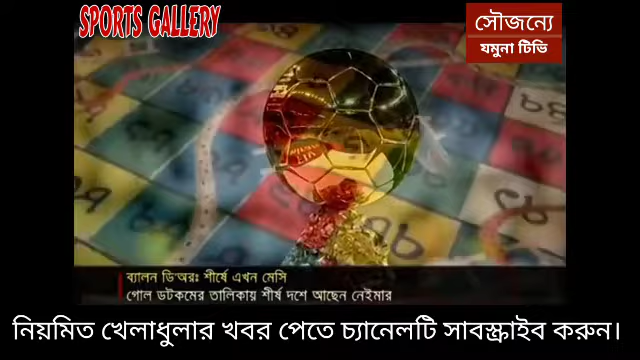 SPORTS GALLERY
সৌজন্যে
যমুনা টিভি
ব্যালন ডি'অরঃ শীর্ষে এখন মেসি
গোল ডটকমের তালিকায় শীর্ষ দশে আছেন নেইমার
নিয়মিত খেলাধুলার খবর পেতে চ্যানেলটি সাবস্ক্রাইব করুন।